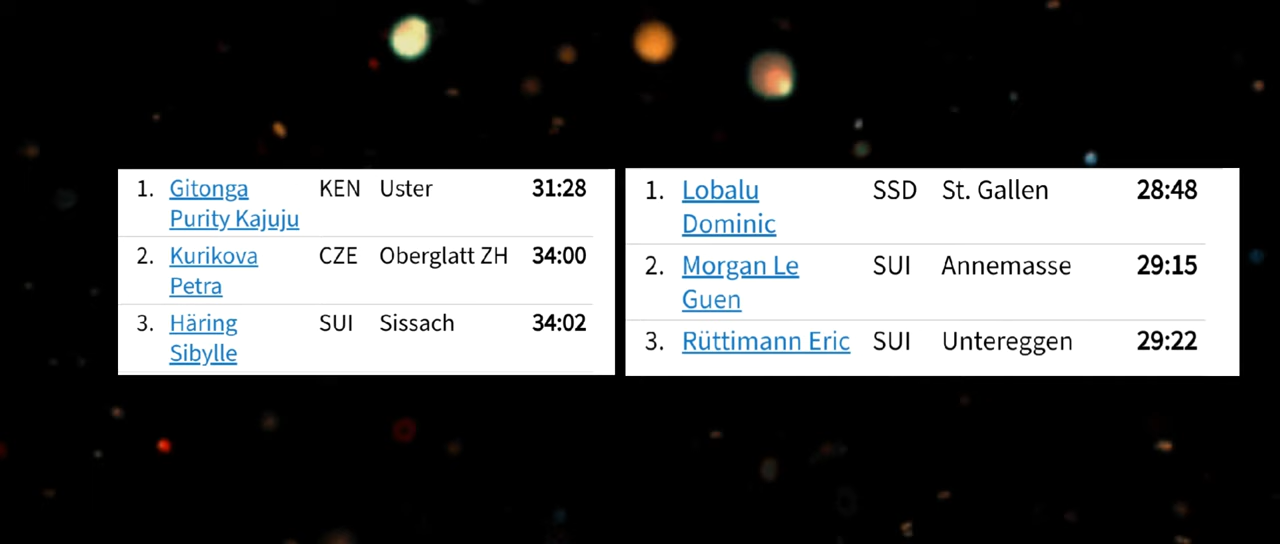 1. Gitonga KEN Uster 31:28
Purity Kajuju
2. Kurikova CZE Oberglatt ZH 34:00
Petra
3. Häring SUI Sissach 34:02
Sibylle
1. Lobalu SSD St. Gallen 28:48
Dominic
2. Morgan Le SUI Annemasse 29:15
Guen
3. Rüttimann Eric SUI Untereggen 29:22